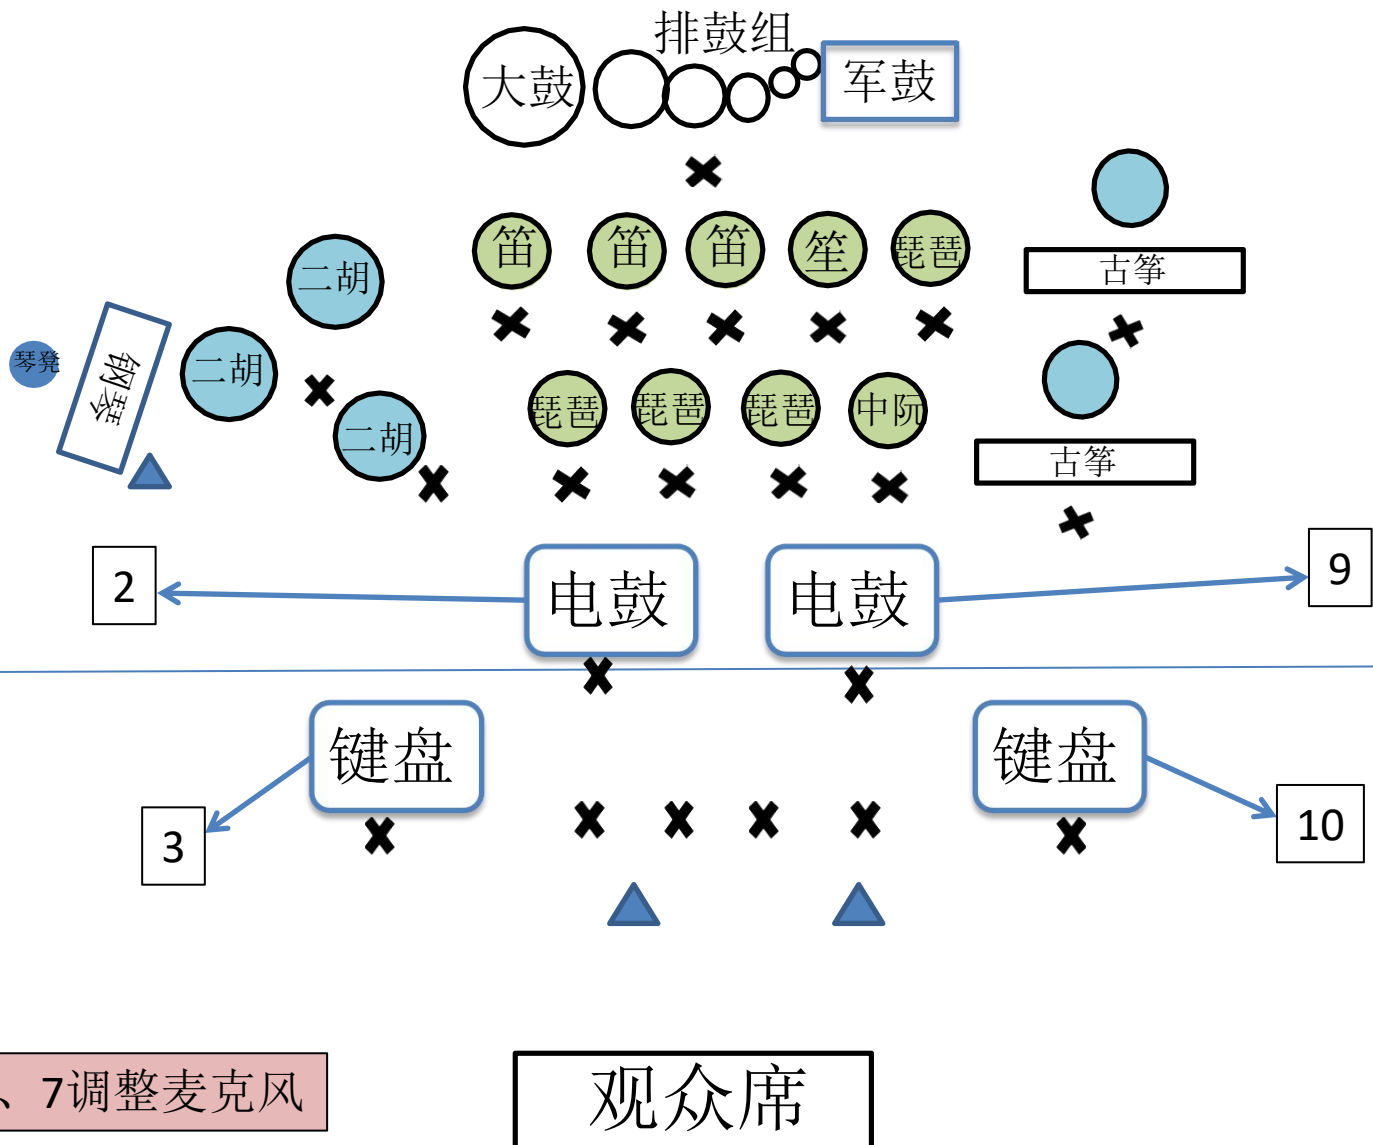 排鼓组
大鼓
军鼓
笛
笛
笛
笙
琵琶
古筝
二胡
二胡
二胡
琴凳
钢琴
琵琶
琵琶
琵琶
中阮
古筝
2
电鼓
电鼓
9
键盘
键盘
3
10
、7调整麦克风
观众席